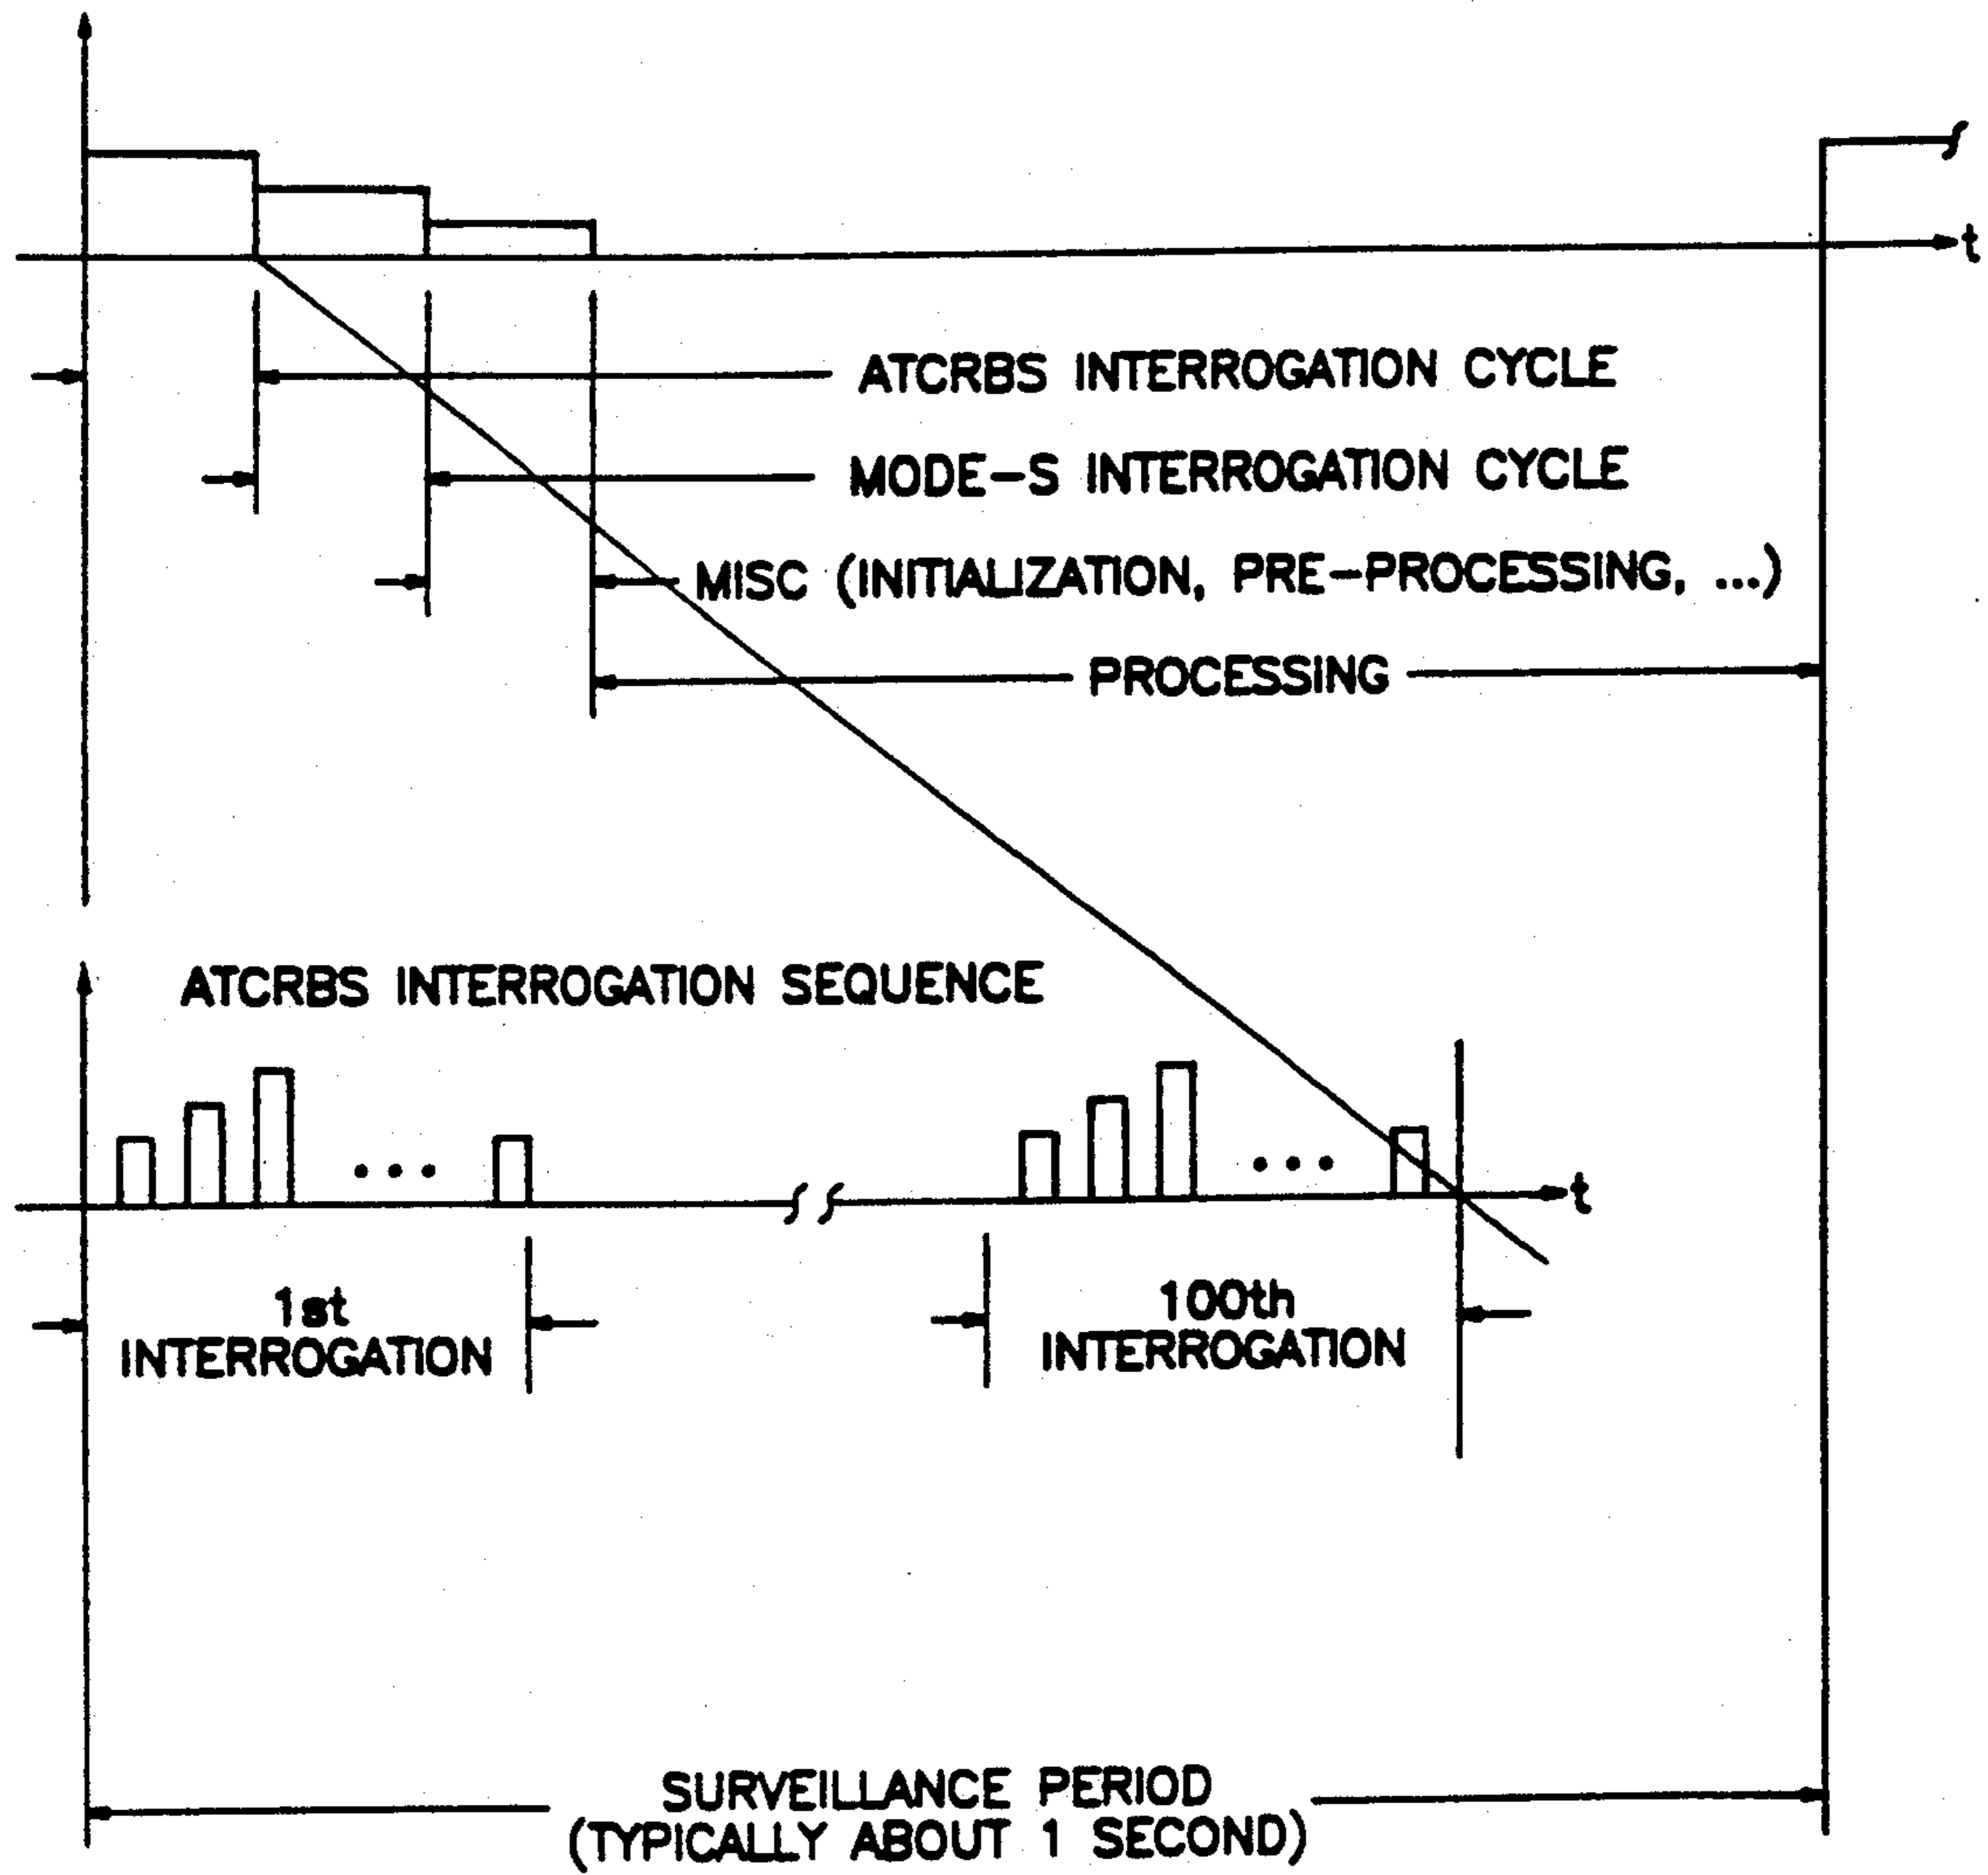 t
ATCRBS INTERROGATION CYCLE
MODE-S INTERROGATION CYCLE
MISC (INITIALIZATION, PRE-PROCESSING, ...)
PROCESSING
ATCRBS INTERROGATION SEQUENCE
...
...
t
1st
INTERROGATION
100th
INTERROGATION
SURVEILLANCE PERIOD
(TYPICALLY ABOUT 1 SECOND)